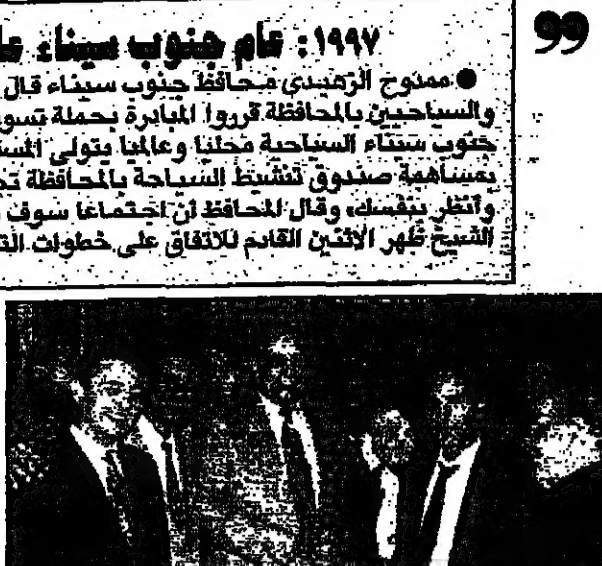 99
١٩٩٧: عام جنوب سيناء
● ممدوح الزهيدي محافظ جنوب سيناء قال
والسياحيين بالمحافظة قرروا المبادرة بحملة
جنوب سيناء السياحية محليا وعالميا يتولى
بمساهمة صندوق تنشيط السياحة بالمحافظة
وانظر بنفسك، وقال المحافظ ان اجتماعا سوف
الشيخ ظهر الاثنين القادم للاتفاق على خطوات